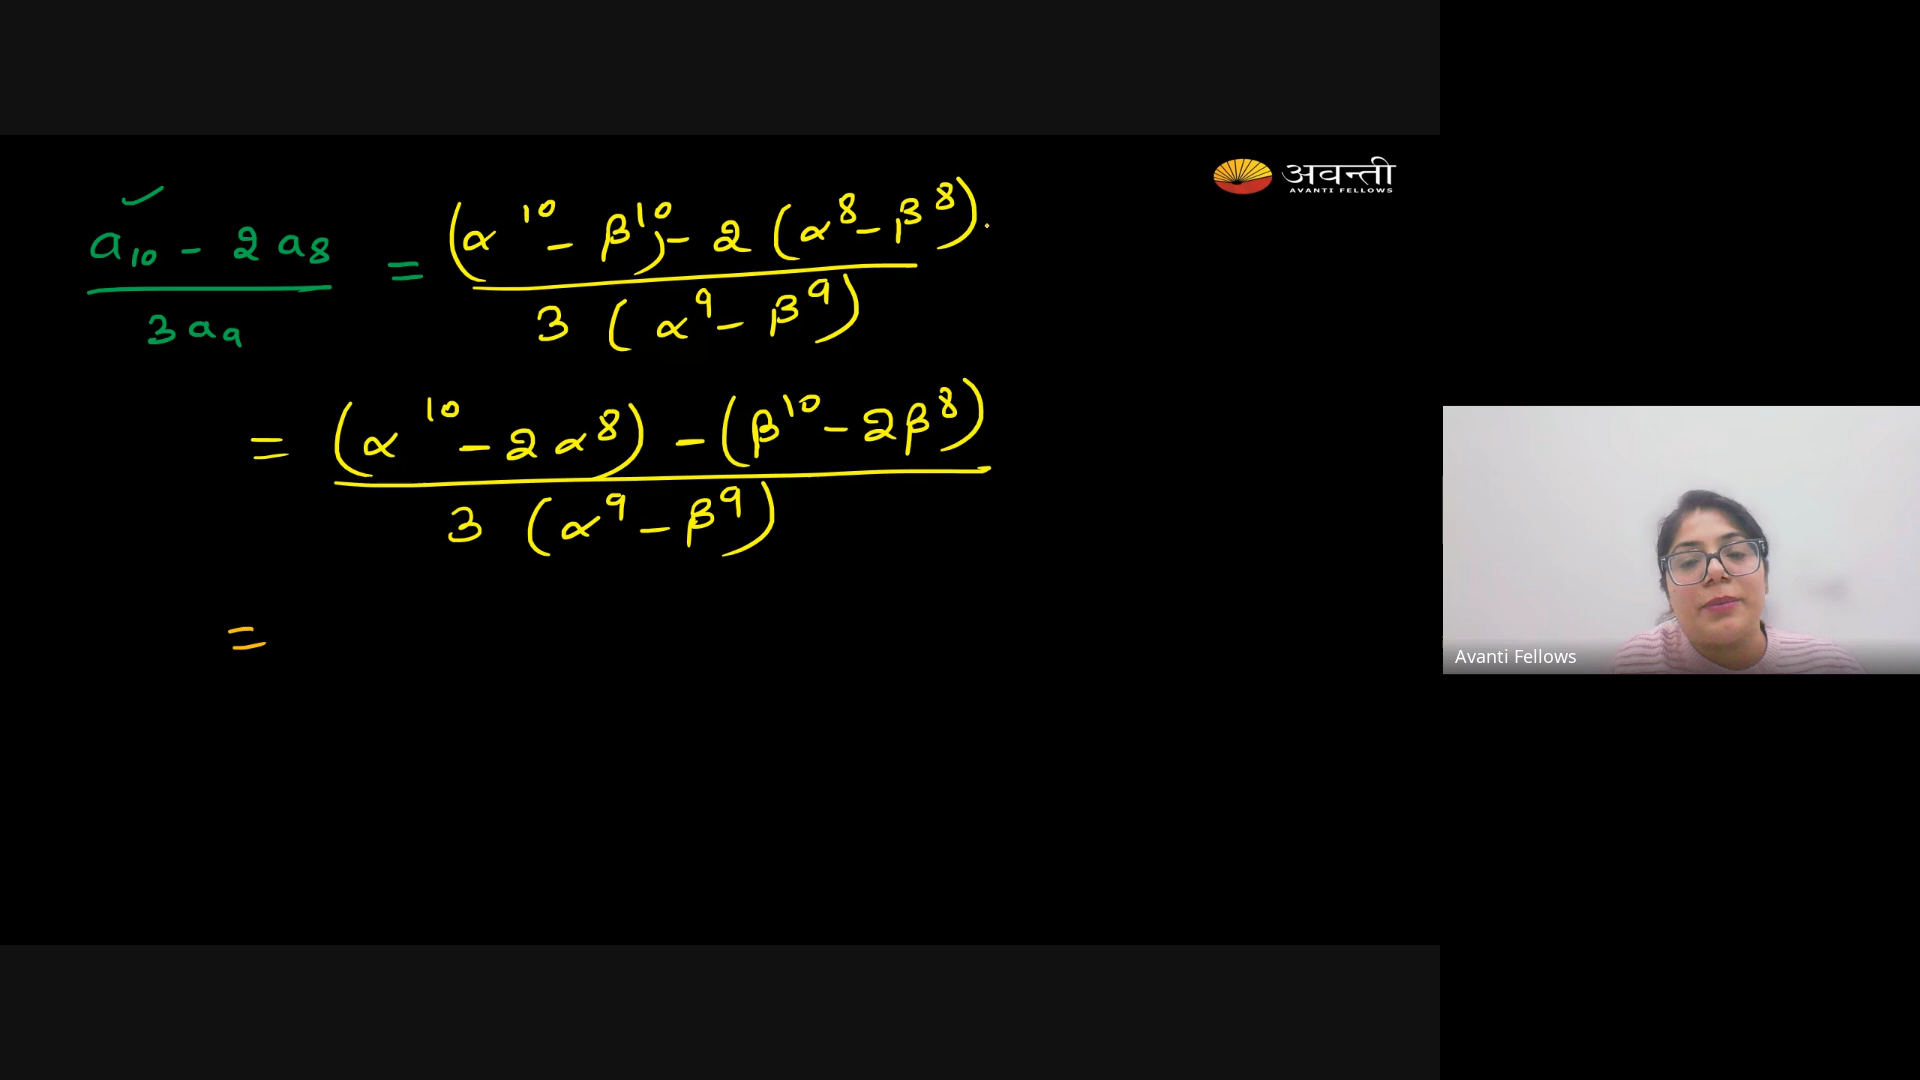 अवन्ती
AVANTI FELLOWS
a₁₀ - 2a₈ / 3a₉ = (α¹⁰ - β¹⁰) - 2(α⁸ - β⁸). / 3(α⁹ - β⁹)
= (α¹⁰ - 2α⁸) - (β¹⁰ - 2β⁸) / 3(α⁹ - β⁹)
=
Avanti Fellows